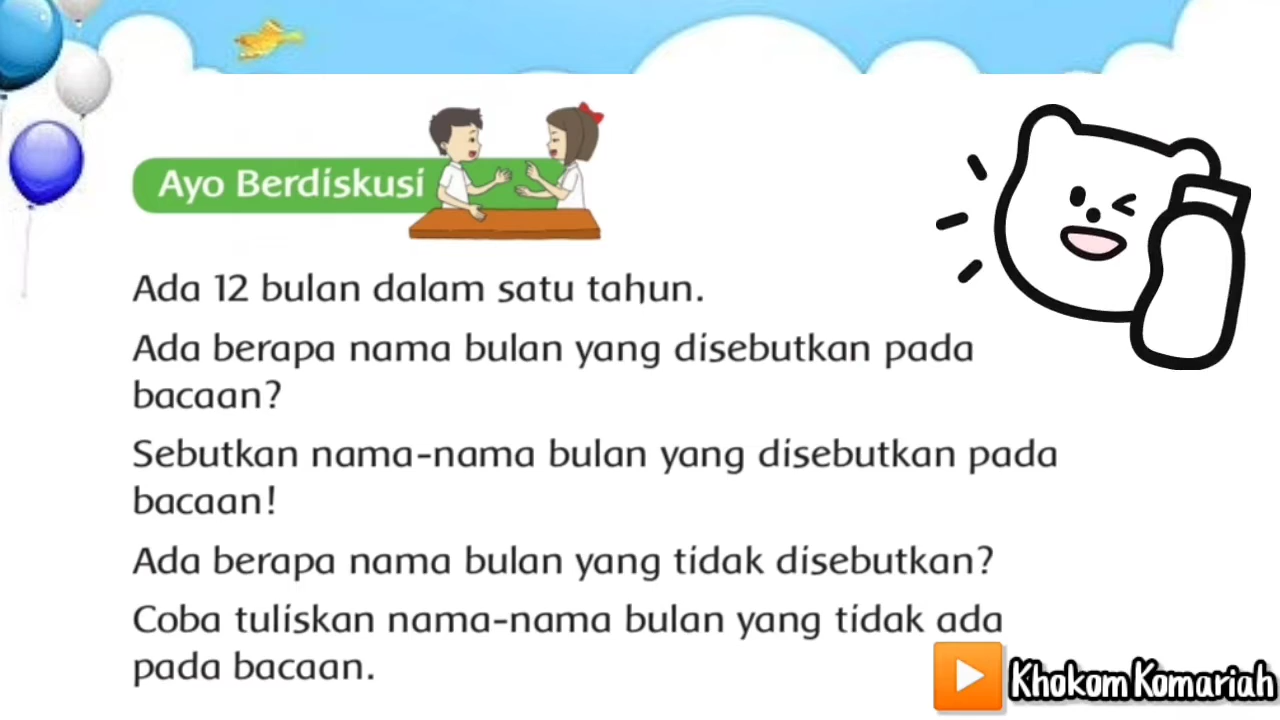 Ayo Berdiskusi
Ada 12 bulan dalam satu tahun.
Ada berapa nama bulan yang disebutkan pada
bacaan?
Sebutkan nama-nama bulan yang disebutkan pada
bacaan!
Ada berapa nama bulan yang tidak disebutkan?
Coba tuliskan nama-nama bulan yang tidak ada
pada bacaan.
Khokom Komariah